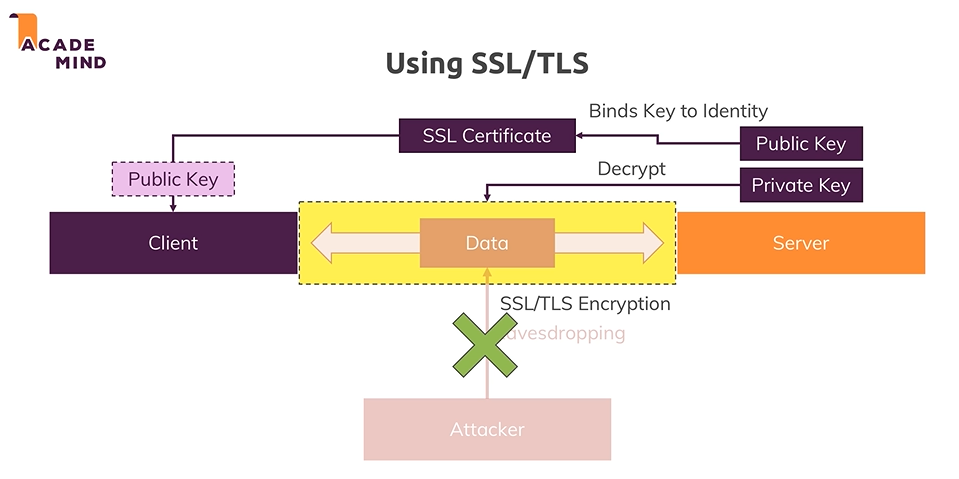 ACADE
MIND
Using SSL/TLS
Binds Key to Identity
SSL Certificate
Public Key
Decrypt
Public Key
Private Key
Client
Data
Server
SSL/TLS Encryption
avesdropping
Attacker